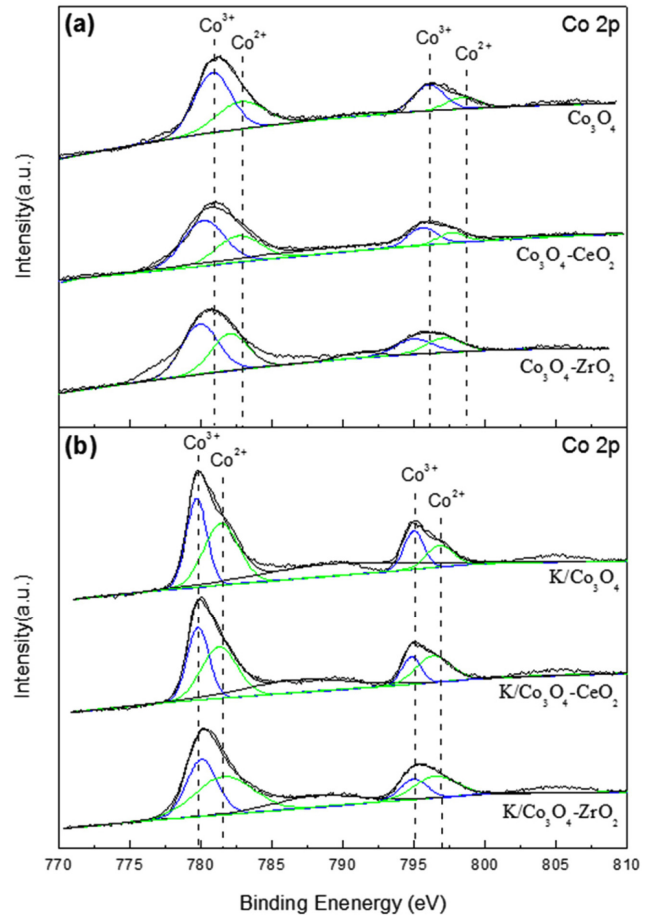 (a) Co³⁺ Co²⁺ Co³⁺ Co²⁺ Co 2p
Co₃O₄
Co₃O₄-CeO₂
Co₃O₄-ZrO₂
Intensity(a.u.)
(b) Co³⁺ Co²⁺ Co³⁺ Co²⁺ Co 2p
K/Co₃O₄
K/Co₃O₄-CeO₂
K/Co₃O₄-ZrO₂
Intensity(a.u.)
770 775 780 785 790 795 800 805 810
Binding Enenergy (eV)